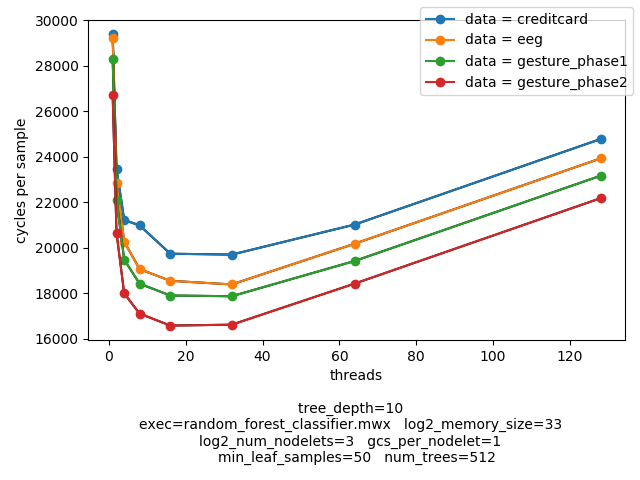 data = creditcard
data = eeg
data = gesture_phase1
data = gesture_phase2
30000
28000
26000
24000
22000
20000
18000
16000
cycles per sample
0 20 40 60 80 100 120
threads
tree_depth=10
exec=random_forest_classifier.mwx log2_memory_size=33
log2_num_nodelets=3 gcs_per_nodelet=1
min_leaf_samples=50 num_trees=512